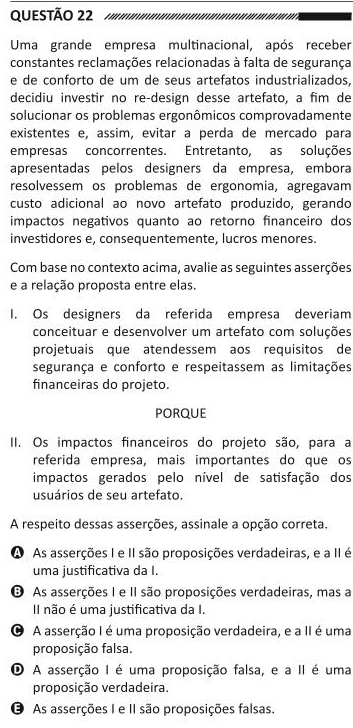 QUESTÃO 22
Uma grande empresa multinacional, após receber
constantes reclamações relacionadas à falta de segurança
e de conforto de um de seus artefatos industrializados,
decidiu investir no re-design desse artefato, a fim de
solucionar os problemas ergonômicos comprovadamente
existentes e, assim, evitar a perda de mercado para
empresas concorrentes. Entretanto, as soluções
apresentadas pelos designers da empresa, embora
resolvessem os problemas de ergonomia, agregavam
custo adicional ao novo artefato produzido, gerando
impactos negativos quanto ao retorno financeiro dos
investidores e, consequentemente, lucros menores.
Com base no contexto acima, avalie as seguintes asserções
e a relação proposta entre elas.
I. Os designers da referida empresa deveriam
conceituar e desenvolver um artefato com soluções
projetuais que atendessem aos requisitos de
segurança e conforto e respeitassem as limitações
financeiras do projeto.
PORQUE
II. Os impactos financeiros do projeto são, para a
referida empresa, mais importantes do que os
impactos gerados pelo nível de satisfação dos
usuários de seu artefato.
A respeito dessas asserções, assinale a opção correta.
A As asserções I e II são proposições verdadeiras, e a II é
uma justificativa da I.
B As asserções I e II são proposições verdadeiras, mas a
II não é uma justificativa da I.
C A asserção I é uma proposição verdadeira, e a II é uma
proposição falsa.
D A asserção I é uma proposição falsa, e a II é uma
proposição verdadeira.
E As asserções I e II são proposições falsas.